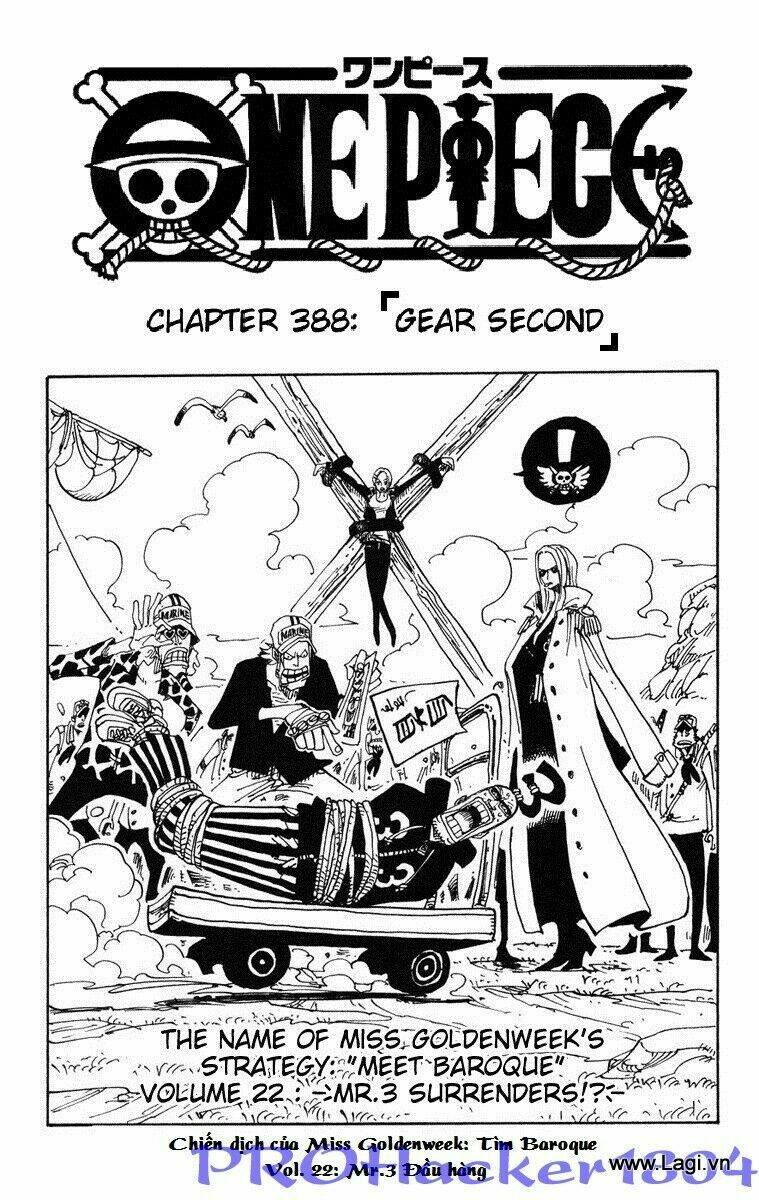 ワンピース
ONE PIECE
CHAPTER 388: 「GEAR SECOND」
MARINE
MARINE
3
THE NAME OF MISS GOLDENWEEK'S
STRATEGY: "MEET BAROQUE"
VOLUME 22 : -MR.3 SURRENDERS!?-
Chiến dịch của Miss Goldenweek: Tìm Baroque
Vol. 22: Mr.3 Đầu hàng
PROHacker1804
www.Lagi.vn